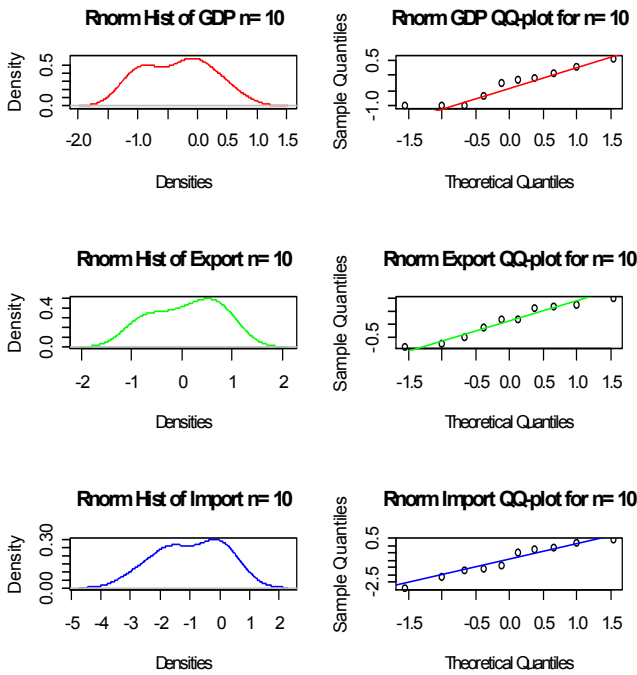 Rnorm Hist of GDP n= 10
Density
0.0 0.5
-2.0 -1.0 0.0 0.5 1.0 1.5
Densities
Rnorm GDP QQ-plot for n= 10
Sample Quantiles
-1.0 0.5
-1.5 -0.5 0.0 0.5 1.0 1.5
Theoretical Quantiles
Rnorm Hist of Export n= 10
Density
0.0 0.4
-2 -1 0 1 2
Densities
Rnorm Export QQ-plot for n= 10
Sample Quantiles
-0.5
-1.5 -0.5 0.0 0.5 1.0 1.5
Theoretical Quantiles
Rnorm Hist of Import n= 10
Density
0.00 0.30
-5 -4 -3 -2 -1 0 1 2
Densities
Rnorm Import QQ-plot for n= 10
Sample Quantiles
-2.5 0.5
-1.5 -0.5 0.0 0.5 1.0 1.5
Theoretical Quantiles